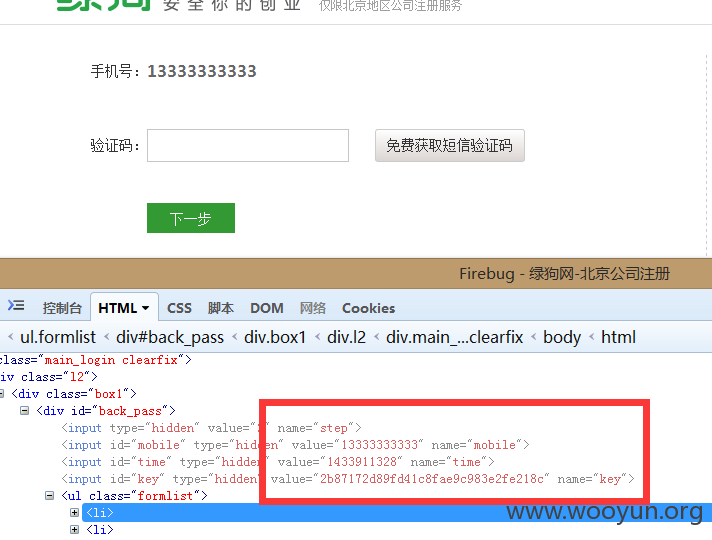 绿狗 安全你的创业 仅限北京地区公司注册服务
手机号：13333333333
验证码： 免费获取短信验证码
下一步
Firebug - 绿狗网-北京公司注册
控制台 HTML CSS 脚本 DOM 网络 Cookies
ul.formlist < div#back_pass < div.box1 < div.l2 < div.main_...clearfix < body < html
class="main_login clearfix">
iv class="l2">
<div class="box1">
<div id="back_pass">
<input type="hidden" value="2" name="step">
<input id="mobile" type="hidden" value="13333333333" name="mobile">
<input id="time" type="hidden" value="1433911328" name="time">
<input id="key" type="hidden" value="2b87172d89fd41c8fae9c983e2fe218c" name="key">
<ul class="formlist">
<li>
www.wooyun.org
<li>